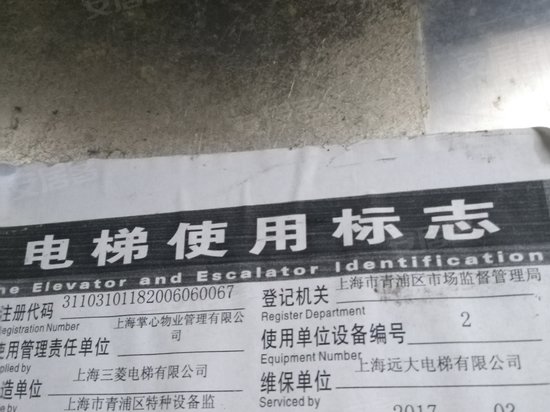 电梯使用标志
he Elevator and Escalator Identification
注册代码 31103101182006060067
Registration Number
登记机关 上海市青浦区市场监督管理局
Register Department
使用管理责任单位 上海掌心物业管理有限公司
plied by
使用单位设备编号 2
Equipment Number
造单位 上海三菱电梯有限公司
维保单位 上海远大电梯有限公司
Serviced by
上海市青浦区特种设备监
2017 03